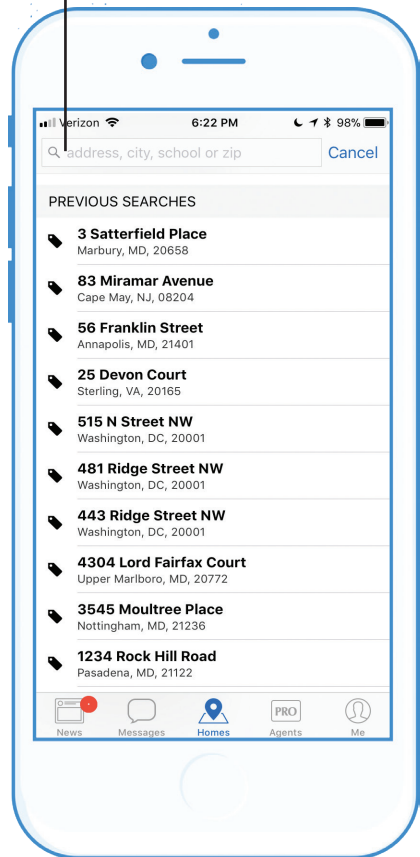 Verizon 6:22 PM 98%
address, city, school or zip Cancel
PREVIOUS SEARCHES
3 Satterfield Place
Marbury, MD, 20658
83 Miramar Avenue
Cape May, NJ, 08204
56 Franklin Street
Annapolis, MD, 21401
25 Devon Court
Sterling, VA, 20165
515 N Street NW
Washington, DC, 20001
481 Ridge Street NW
Washington, DC, 20001
443 Ridge Street NW
Washington, DC, 20001
4304 Lord Fairfax Court
Upper Marlboro, MD, 20772
3545 Moultree Place
Nottingham, MD, 21236
1234 Rock Hill Road
Pasadena, MD, 21122
PRO
News Messages Homes Agents Me